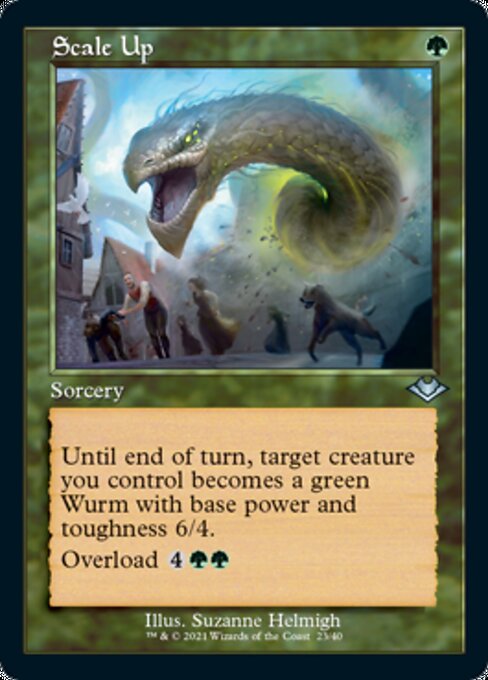 Scale Up
Sorcery
Until end of turn, target creature
you control becomes a green
Wurm with base power and
toughness 6/4.
Overload 4
Illus. Suzanne Helmigh
™ & © 2021 Wizards of the Coast 23/40